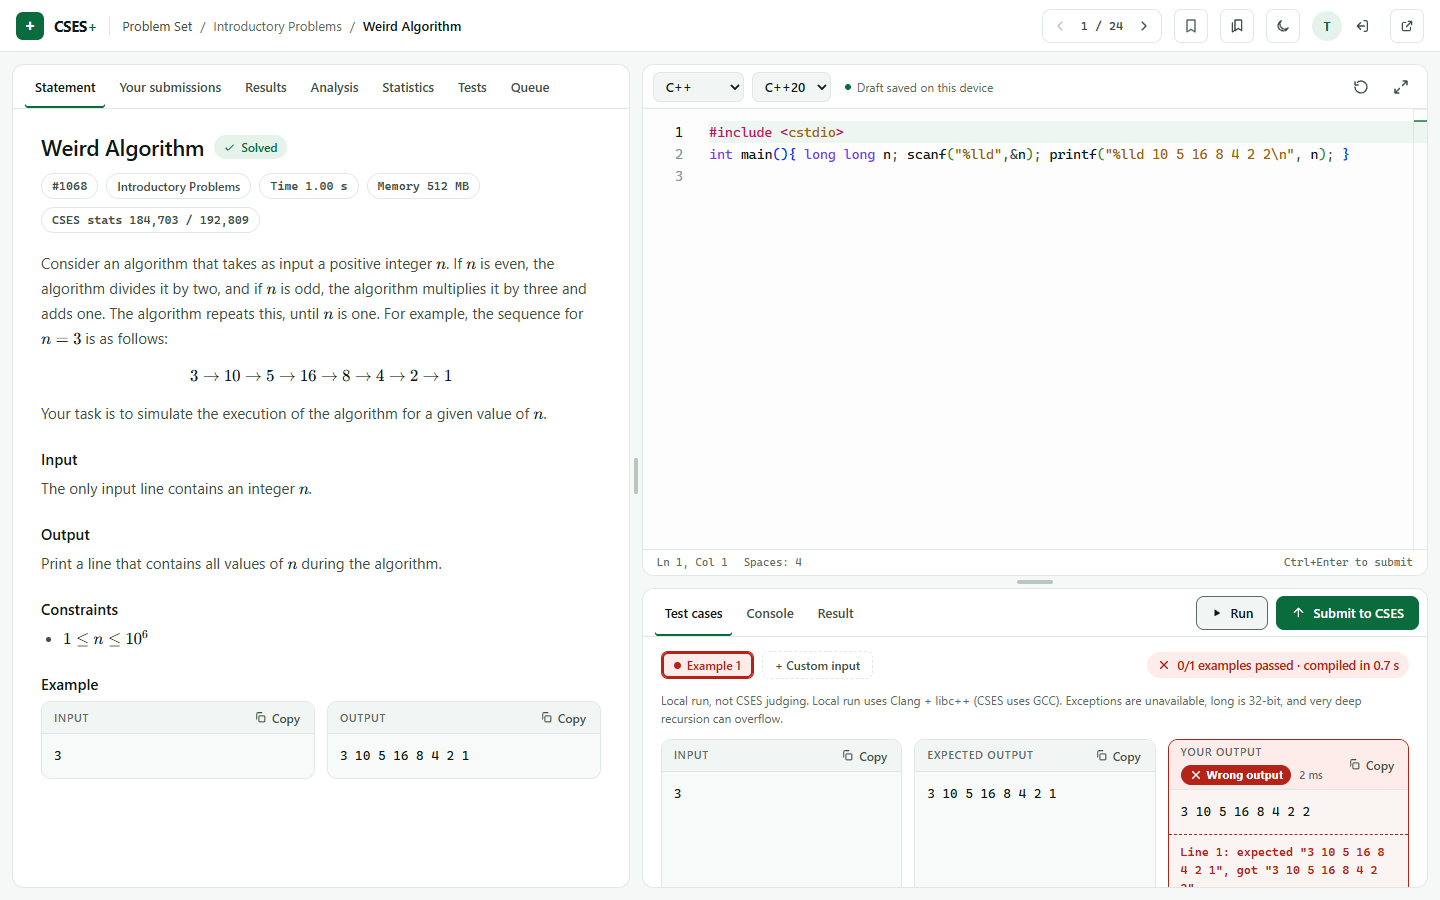 CSES+ Problem Set / Introductory Problems / Weird Algorithm 1 / 24 T
Statement Your submissions Results Analysis Statistics Tests Queue
Weird Algorithm Solved
#1068 Introductory Problems Time 1.00 s Memory 512 MB
CSES stats 184,703 / 192,809
Consider an algorithm that takes as input a positive integer n. If n is even, the
algorithm divides it by two, and if n is odd, the algorithm multiplies it by three and
adds one. The algorithm repeats this, until n is one. For example, the sequence for
n = 3 is as follows:
3 → 10 → 5 → 16 → 8 → 4 → 2 → 1
Your task is to simulate the execution of the algorithm for a given value of n.
Input
The only input line contains an integer n.
Output
Print a line that contains all values of n during the algorithm.
Constraints
• 1 ≤ n ≤ 10⁶
Example
INPUT Copy
3
OUTPUT Copy
3 10 5 16 8 4 2 1
C++ C++20 Draft saved on this device
1 #include <cstdio>
2 int main(){ long long n; scanf("%lld",&n); printf("%lld 10 5 16 8 4 2 2\n", n); }
3
Ln 1, Col 1 Spaces: 4 Ctrl+Enter to submit
Test cases Console Result Run Submit to CSES
Example 1 + Custom input 0/1 examples passed · compiled in 0.7 s
Local run, not CSES judging. Local run uses Clang + libc++ (CSES uses GCC). Exceptions are unavailable, long is 32-bit, and very deep
recursion can overflow.
INPUT Copy
3
EXPECTED OUTPUT Copy
3 10 5 16 8 4 2 1
YOUR OUTPUT
Wrong output 2 ms Copy
3 10 5 16 8 4 2 2
Line 1: expected "3 10 5 16 8
4 2 1", got "3 10 5 16 8 4 2